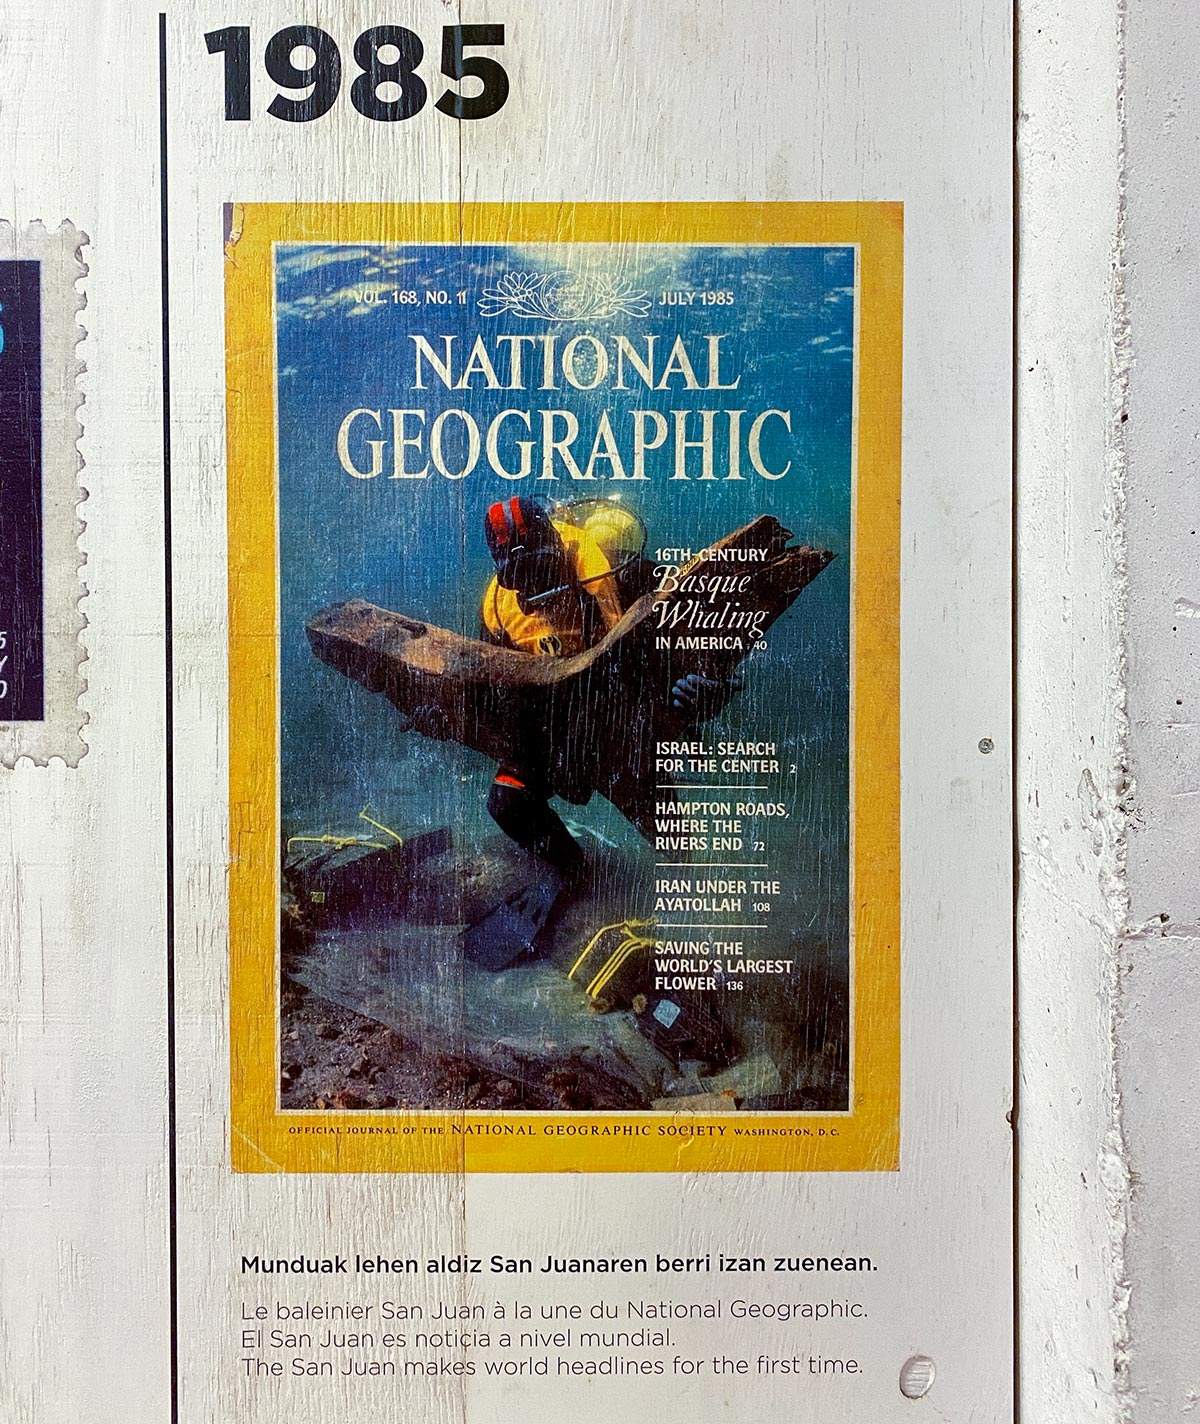 1985
VOL. 168, NO. 11
JULY 1985
NATIONAL
GEOGRAPHIC
16TH-CENTURY
Basque
Whaling
IN AMERICA 40
ISRAEL: SEARCH
FOR THE CENTER 2
HAMPTON ROADS,
WHERE THE
RIVERS END 72
IRAN UNDER THE
AYATOLLAH 108
SAVING THE
WORLD'S LARGEST
FLOWER 136
OFFICIAL JOURNAL OF THE NATIONAL GEOGRAPHIC SOCIETY WASHINGTON, D.C.
Munduak lehen aldiz San Juanaren berri izan zuenean.
Le baleinier San Juan à la une du National Geographic.
El San Juan es noticia a nivel mundial.
The San Juan makes world headlines for the first time.